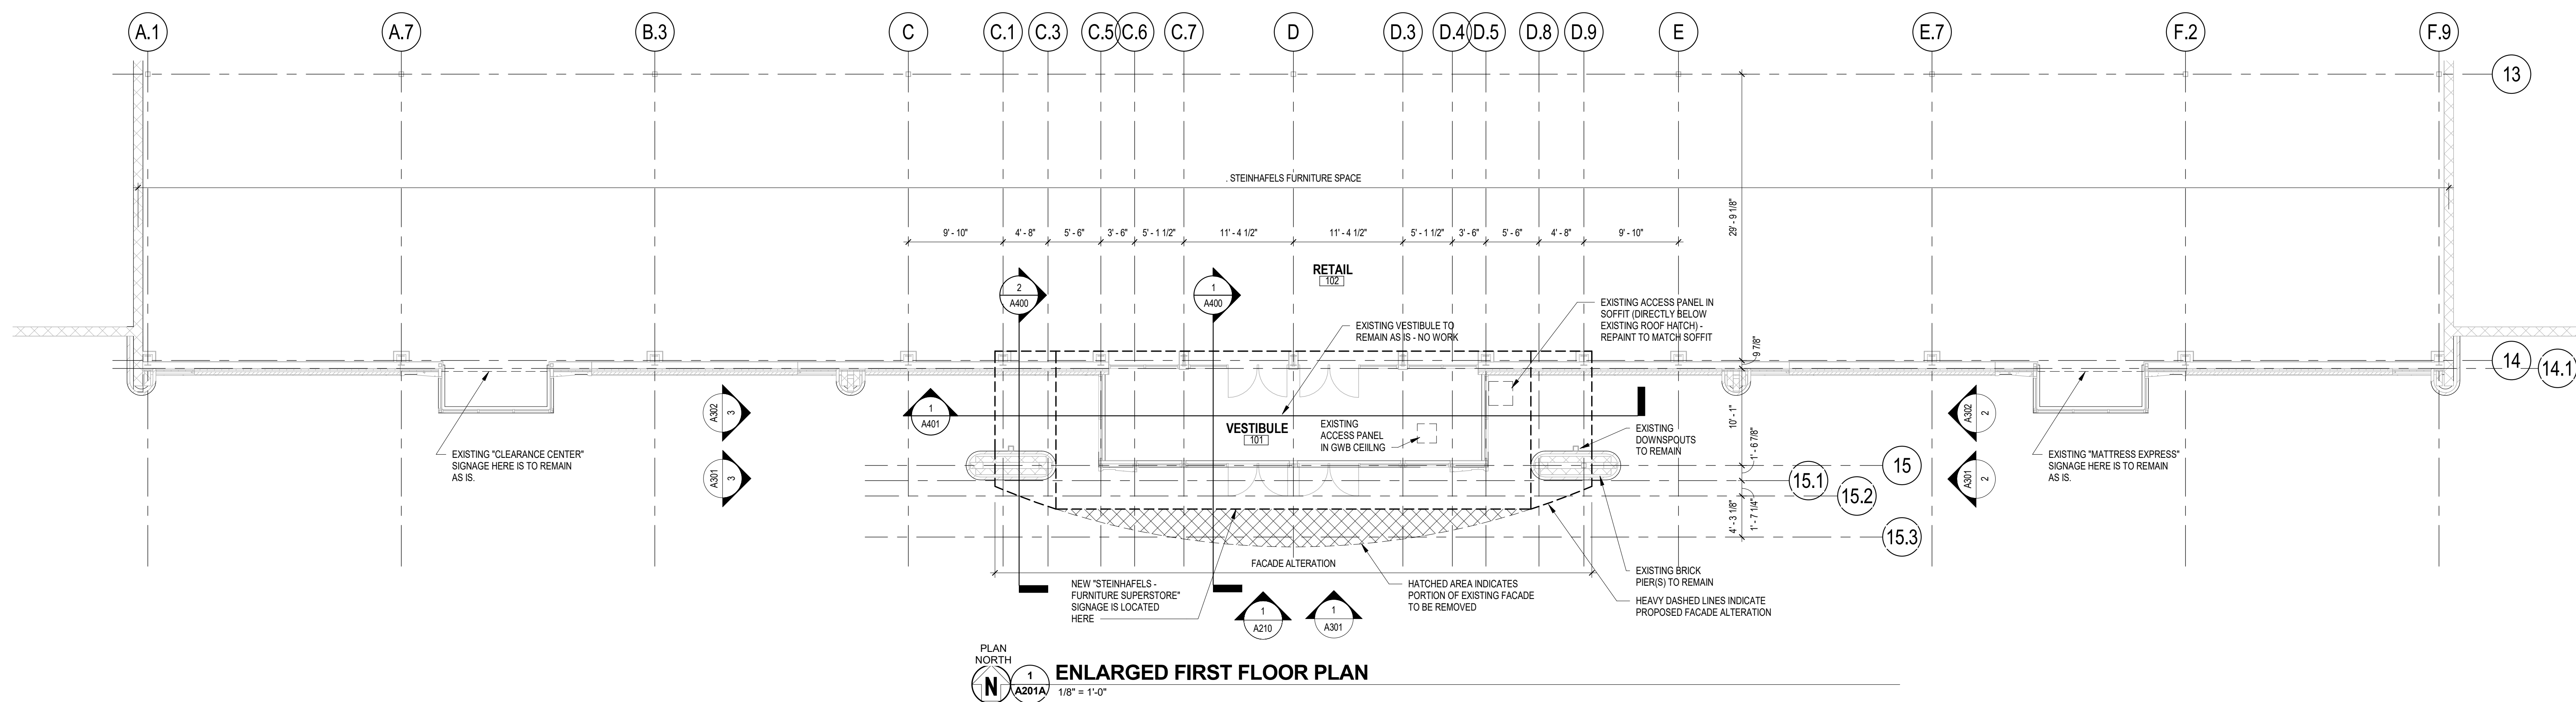 A.1 A.7 B.3 C C.1 C.3 C.5 C.6 C.7 D D.3 D.4 D.5 D.8 D.9 E E.7 F.2 F.9
13
. STEINHAFELS FURNITURE SPACE
29' - 9 1/8"
9' - 10" 4' - 8" 5' - 6" 3' - 6" 5' - 1 1/2" 11' - 4 1/2" 11' - 4 1/2" 5' - 1 1/2" 3' - 6" 5' - 6" 4' - 8" 9' - 10"
RETAIL
102
2
A400
1
A400
EXISTING VESTIBULE TO
REMAIN AS IS - NO WORK
EXISTING ACCESS PANEL IN
SOFFIT (DIRECTLY BELOW
EXISTING ROOF HATCH) -
REPAINT TO MATCH SOFFIT
9 7/8"
14
14.1
3
A302
1
A401
VESTIBULE
101
EXISTING
ACCESS PANEL
IN GWB CEIILNG
EXISTING
DOWNSPOUTS
TO REMAIN
10' - 1"
2
A302
EXISTING "CLEARANCE CENTER"
SIGNAGE HERE IS TO REMAIN
AS IS.
3
A301
1' - 6 7/8"
15
15.1
15.2
2
A301
EXISTING "MATTRESS EXPRESS"
SIGNAGE HERE IS TO REMAIN
AS IS.
4' - 3 1/8"
1' - 7 1/4"
15.3
FACADE ALTERATION
NEW "STEINHAFELS -
FURNITURE SUPERSTORE"
SIGNAGE IS LOCATED
HERE
1
A210
1
A301
HATCHED AREA INDICATES
PORTION OF EXISTING FACADE
TO BE REMOVED
EXISTING BRICK
PIER(S) TO REMAIN
HEAVY DASHED LINES INDICATE
PROPOSED FACADE ALTERATION
PLAN
NORTH
N
1
A201A
ENLARGED FIRST FLOOR PLAN
1/8" = 1'-0"